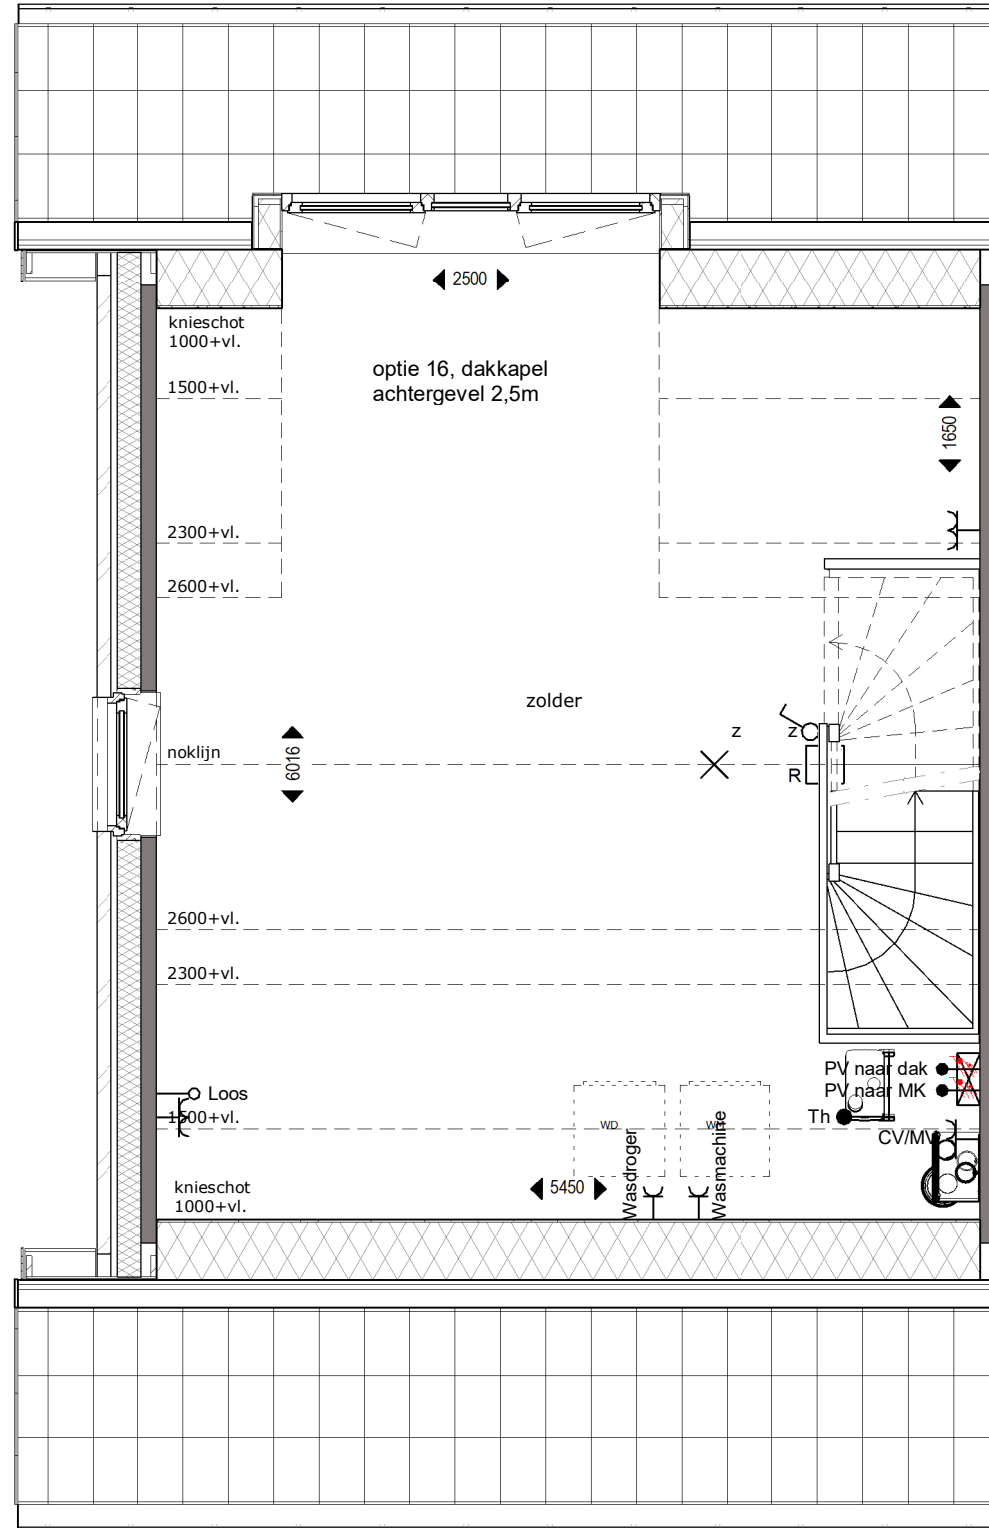 2500
knieschot
1000+vl.
optie 16, dakkapel
achtergevel 2,5m
1500+vl.
1650
2300+vl.
2600+vl.
zolder
z
z
noklijn
6016
R
2600+vl.
2300+vl.
PV naar dak
PV naar MK
Loos
1500+vl.
Th
CV/MV
WD
WM
Wasdroger
Wasmachine
knieschot
1000+vl.
5450